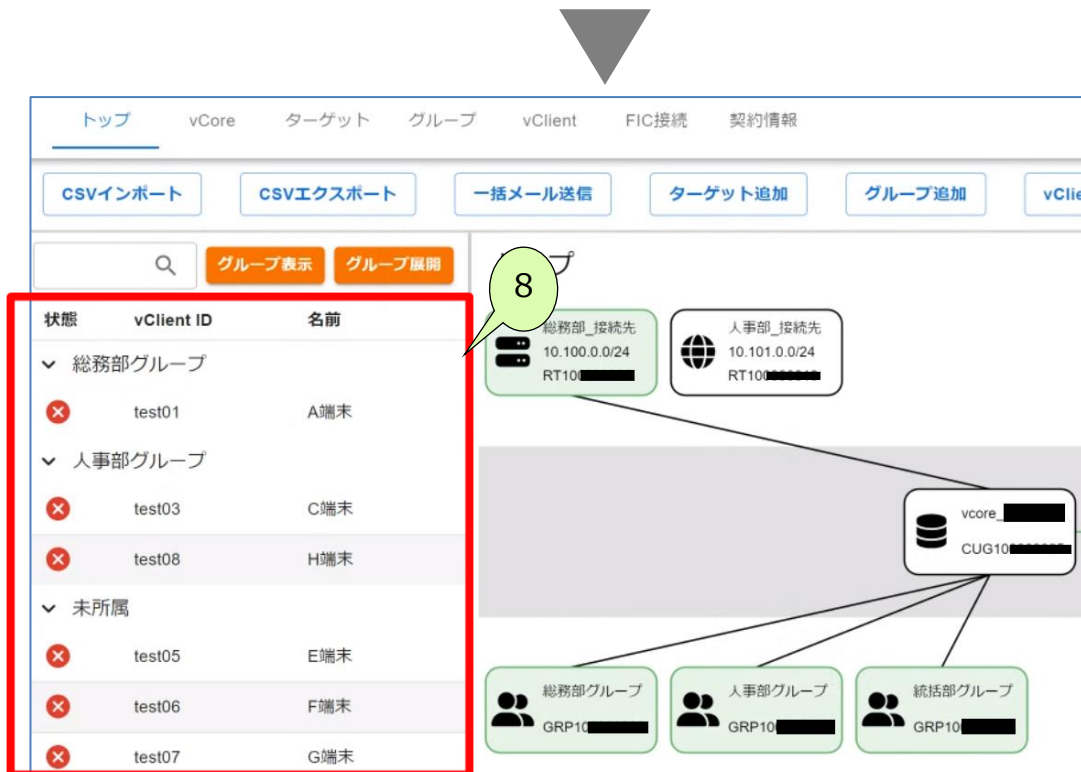 トップ vCore ターゲット グループ vClient FIC接続 契約情報
CSVインポート CSVエクスポート 一括メール送信 ターゲット追加 グループ追加 vClie
グループ表示 グループ展開
8
状態 vClient ID 名前
総務部グループ
test01 A端末
人事部グループ
test03 C端末
test08 H端末
未所属
test05 E端末
test06 F端末
test07 G端末
総務部_接続先
10.100.0.0/24
RT100
人事部_接続先
10.101.0.0/24
RT100
vcore_
CUG10
総務部グループ
GRP10
人事部グループ
GRP10
統括部グループ
GRP10